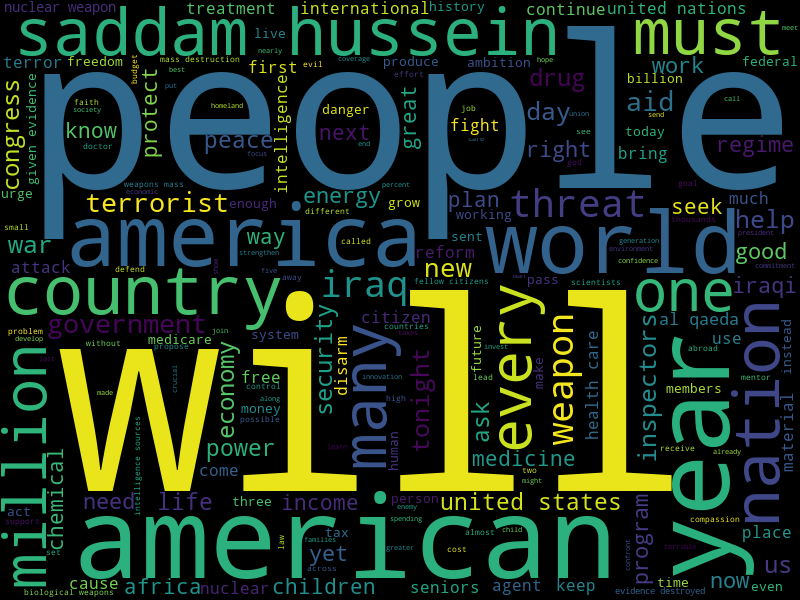 nuclear weapon
treatment
international
history
saddam hussein
continue
united nations
must
live
nearly
evil
coverage
produce
hope
meet
terror
freedom
mass destruction
best
put
budget
first
effort
ambition
work
federal
drug
billion
congress
given evidence
faith
society
know
doctor
protect
homeland
peace
focus
intelligence
danger
next
end
great
job
fight
care
day
union
right
send
see
god
aid
today
bring
call
regime
people
urge
weapons mass
economic
terrorist
enough
energy
different
percent
grow
plan
working
threat
goal
seek
thousands
much
president
help
small
america
war
called
way
strengthen
reform
sent
world
generation
environment
confidence
commitment
good
attack
defend
five
away
new
fellow citizens
pass
scientists
country
iraq
one
iraqi
problem
develop
government
join
system
security
citizen
countries
taxes
future
invest
every
make
weapon
health care
al qaeda
inspectors
members
use
abroad
instead
without
medicare
propose
crucial
economy
free
control
along
money
possible
disarm
many
innovation
high
tonight
lead
ask
mentor
material
nation
made
power
come
human
medicine
receive
already
will
million
chemical
intelligence sources
learn
two
might
year
need
life
three
income
person
united states
compassion
act
support
american
law
tax
yet
across
families
spending
enemy
greater
almost
child
cost
program
confront
terrible
place
us
set
cause
biological weapons
africa
nuclear
children
seniors
agent
keep
evidence destroyed
time
now
even